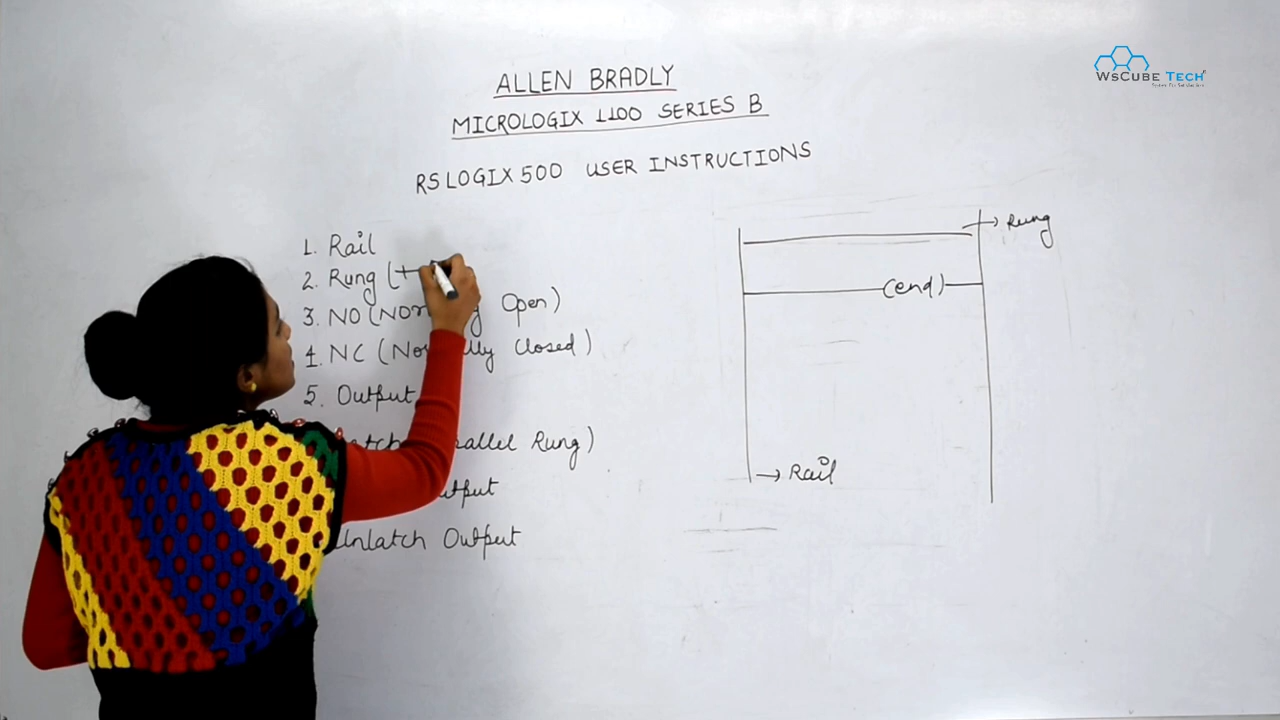 WsCube Tech
ALLEN BRADLY
MICROLOGIX 1100 SERIES B
RSLOGIX 500 USER INSTRUCTIONS
1. Rail
2. Rung (
3. NO ( Open)
4. NC ( Closed)
5. Output
Rung)
Unlatch Output
Rung
(end)
Rail